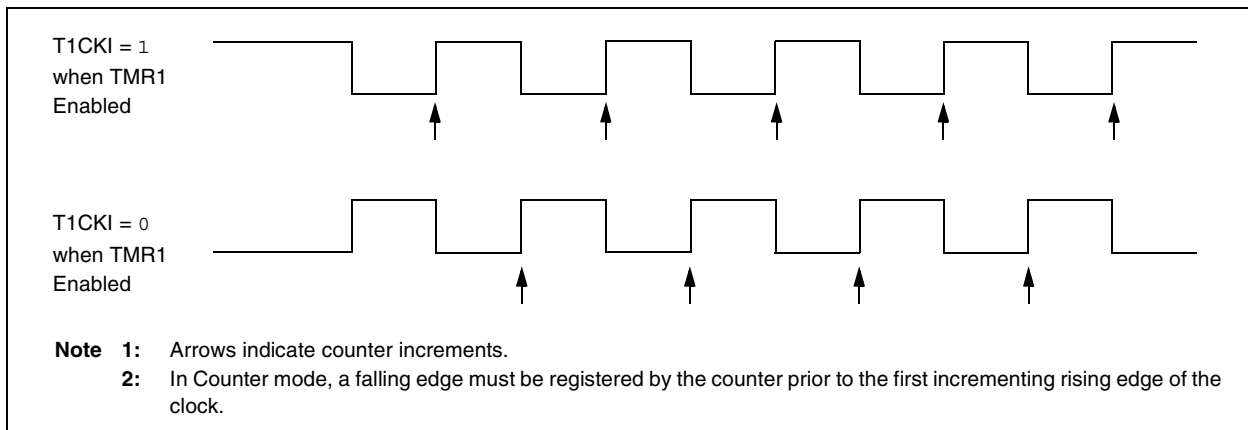 T1CKI = 1
when TMR1
Enabled
T1CKI = 0
when TMR1
Enabled
Note 1: Arrows indicate counter increments.
2: In Counter mode, a falling edge must be registered by the counter prior to the first incrementing rising edge of the
clock.